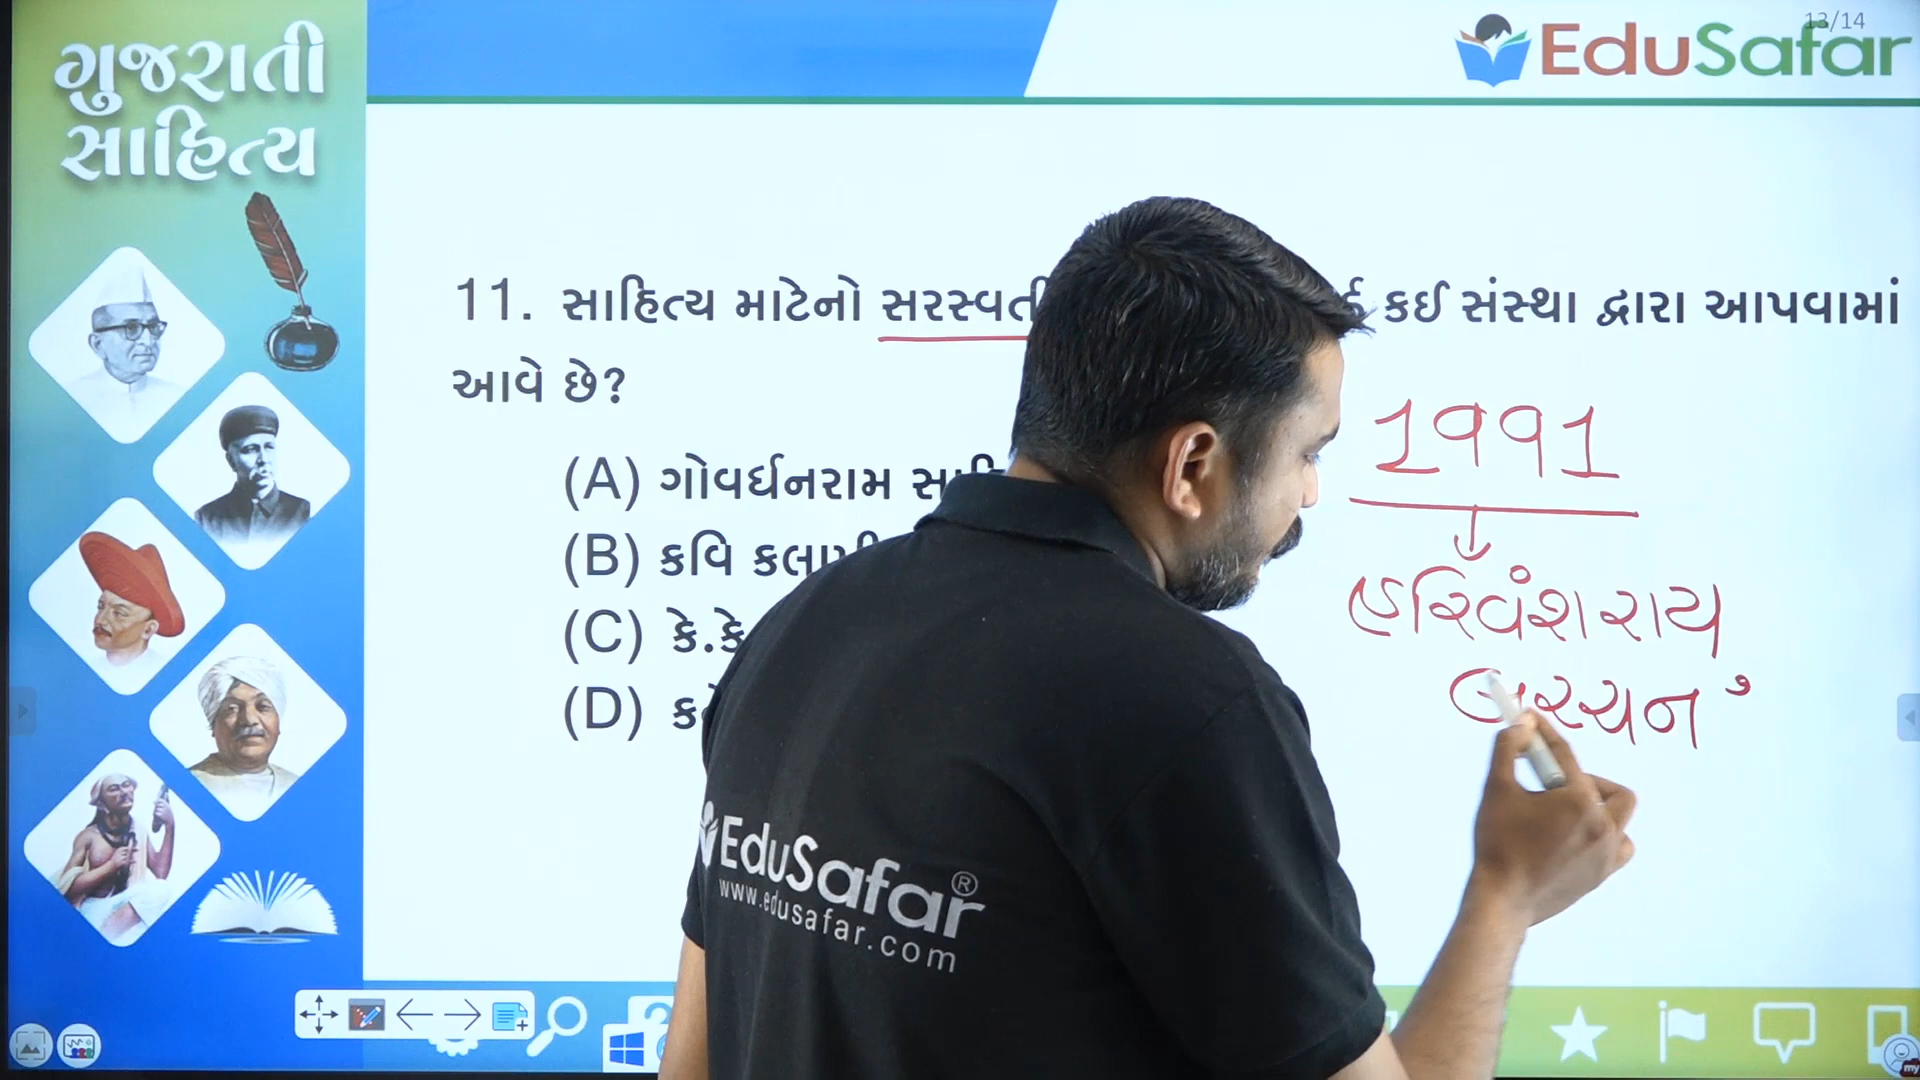 ગુજરાતી
સાહિત્ય
13/14
EduSafar
11. સાહિત્ય માટેનો સરસ્વતી કઈ સંસ્થા દ્વારા આપવામાં
આવે છે?
(A) ગોવર્ધનરામ
(B) કવિ
(C) કે.કે
(D)
1991
હરિવંશરાય
બચ્ચન
EduSafar®
www.edusafar.com
my